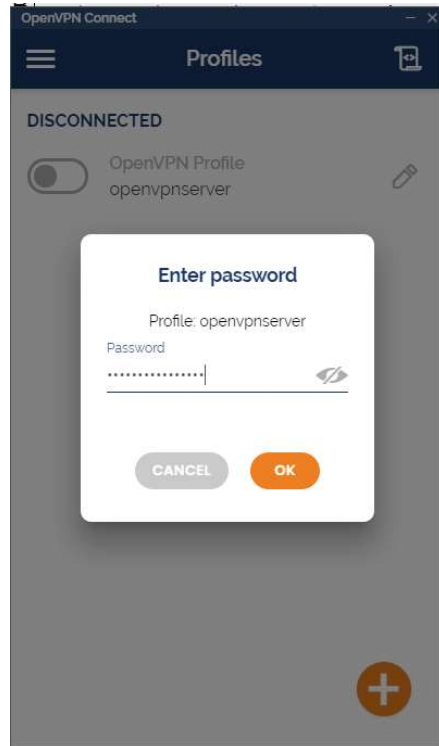 OpenVPN Connect
Profiles
DISCONNECTED
OpenVPN Profile
openvpnserver
Enter password
Profile: openvpnserver
Password
················
CANCEL
OK